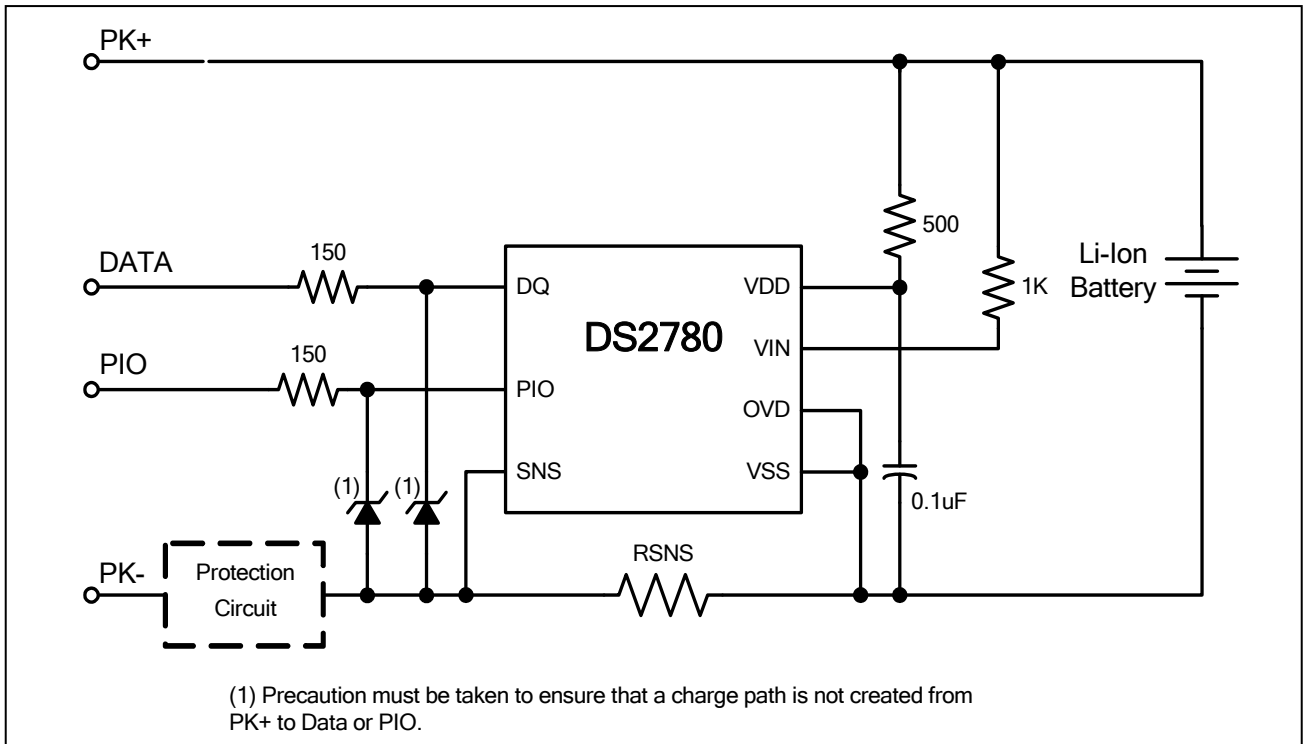 PK+
500
Li-Ion
Battery
1K
DATA
150
DQ
VDD
DS2780
VIN
PIO
150
PIO
OVD
SNS
VSS
(1)
(1)
0.1uF
RSNS
PK-
Protection
Circuit
(1) Precaution must be taken to ensure that a charge path is not created from
PK+ to Data or PIO.